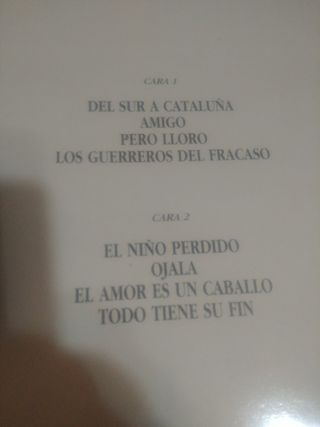 CARA 1
DEL SUR A CATALUÑA
AMIGO
PERO LLORO
LOS GUERREROS DEL FRACASO
CARA 2
EL NIÑO PERDIDO
OJALA
EL AMOR ES UN CABALLO
TODO TIENE SU FIN